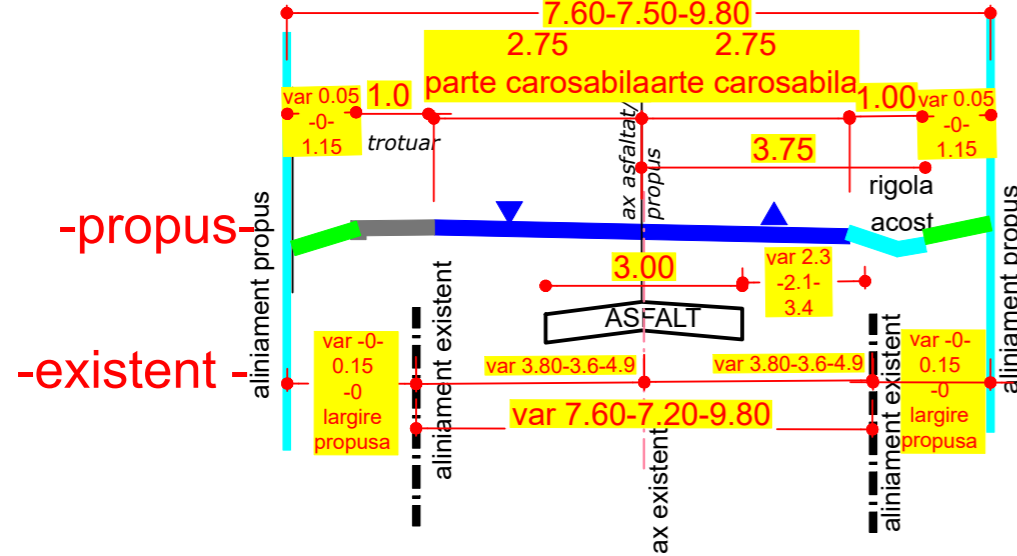 7.60-7.50-9.80
2.75
2.75
parte carosabilaarte carosabila
var 0.05
-0-
1.15
1.0
1.00
var 0.05
-0-
1.15
trotuar
ax asfaltat/
propus
3.75
rigola
acost
-propus-
aliniament propus
aliniament propus
3.00
var 2.3
-2.1-
3.4
ASFALT
aliniament existent
aliniament existent
-existent -
var -0-
0.15
-0
largire
propusa
var 3.80-3.6-4.9
var 3.80-3.6-4.9
var -0-
0.15
-0
largire
propusa
var 7.60-7.20-9.80
ax existent